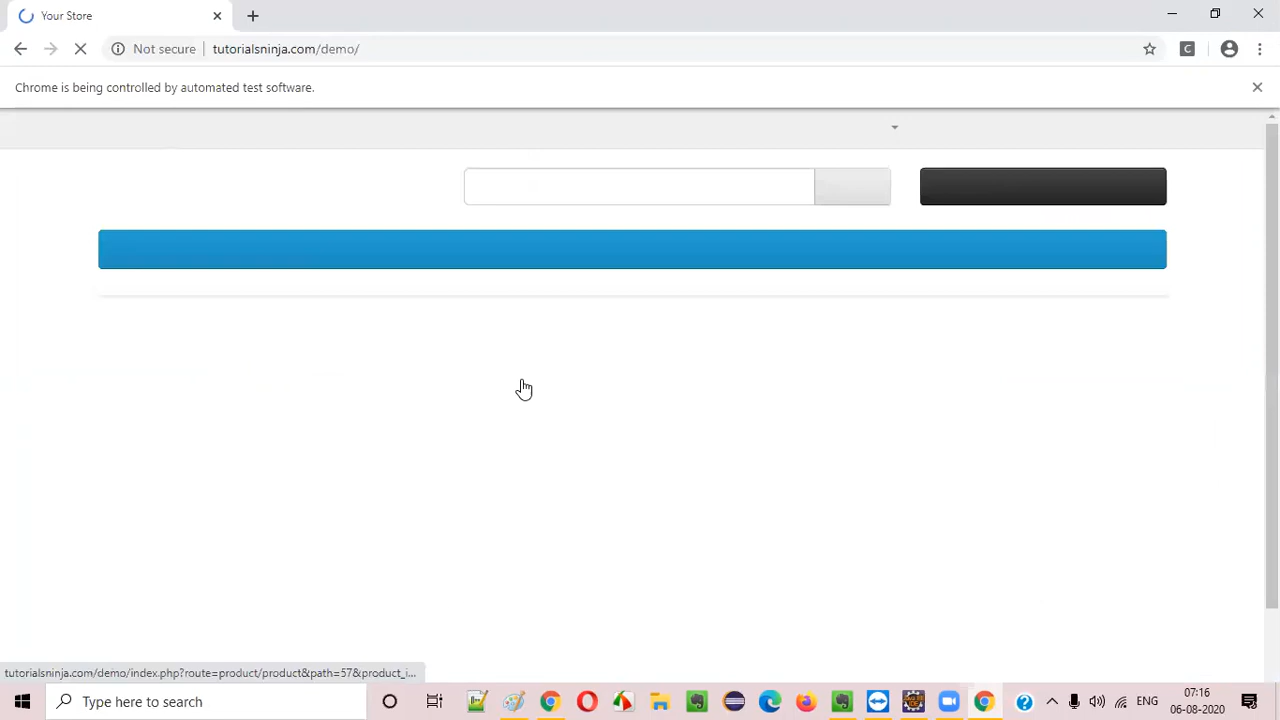 Your Store
Not secure
tutorialsninja.com/demo/
C
Chrome is being controlled by automated test software.
tutorialsninja.com/demo/index.php?route=product/product&path=57&product_i...
Type here to search
ENG
07:16
06-08-2020